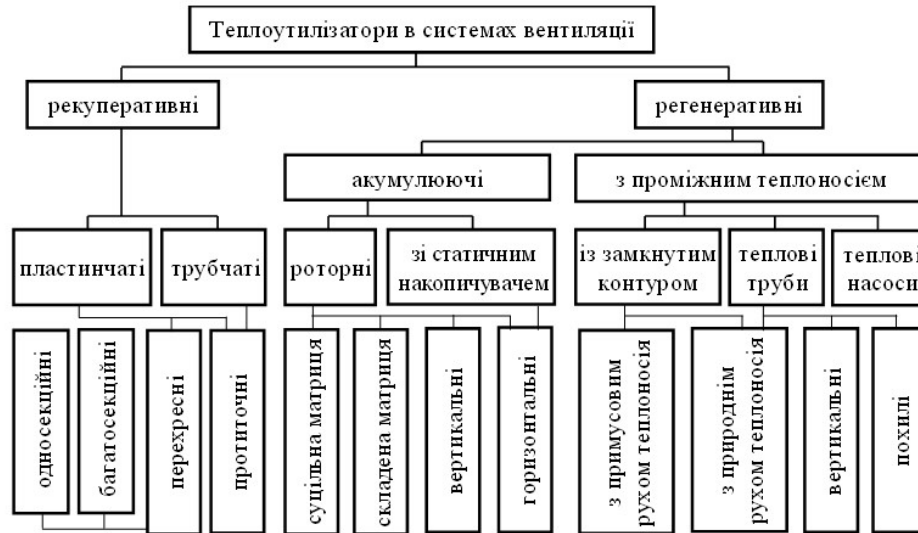 Теплоутилізатори в системах вентиляції
рекуперативні
регенеративні
акумулюючі
з проміжним теплоносієм
пластинчаті
трубчаті
роторні
зі статичним
накопичувачем
із замкнутим
контуром
теплові
труби
теплові
насоси
односекційні
багатосекційні
перехресні
протиточні
суцільна матриця
складена матриця
вертикальні
горизонтальні
з примусовим
рухом теплоносія
з природнім
рухом теплоносія
вертикальні
похилі